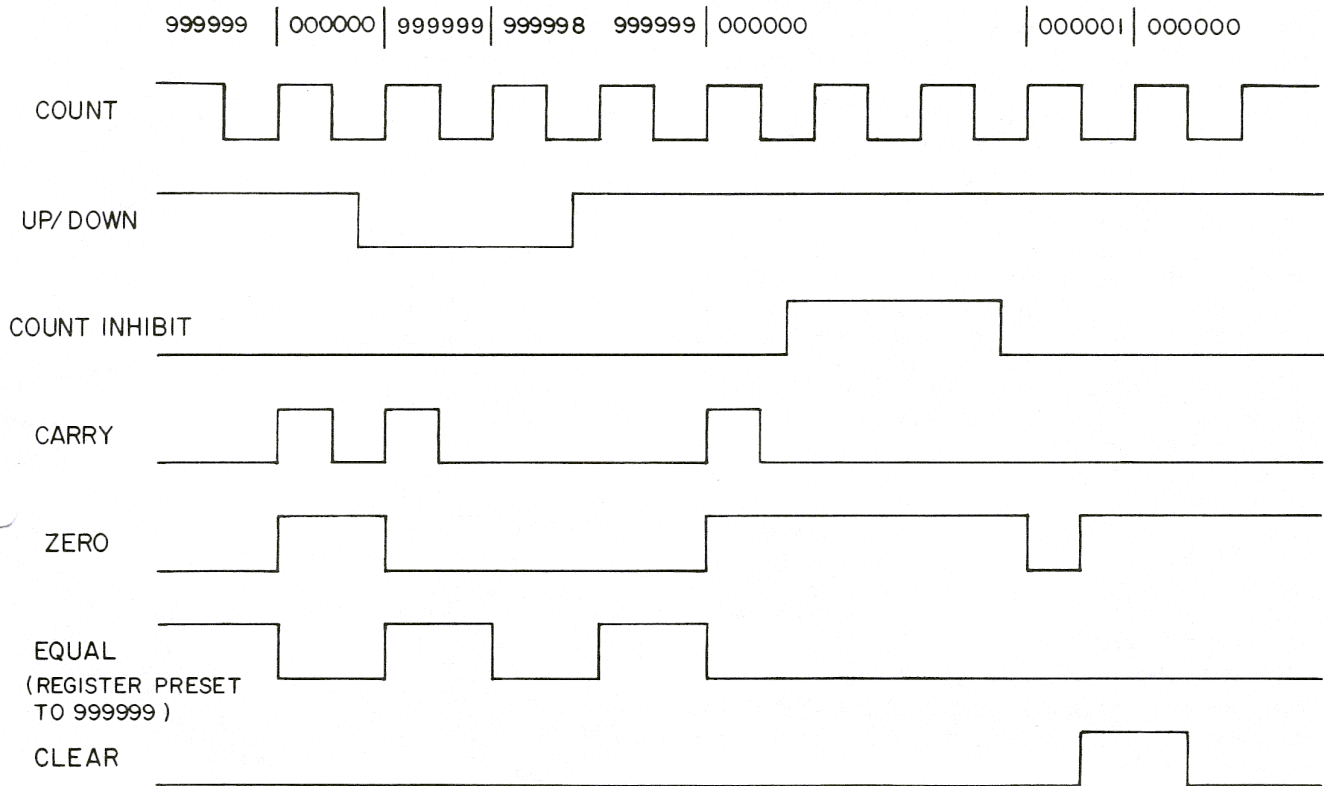 999999 000000 999999 999998 999999 000000 000001 000000
COUNT
UP/DOWN
COUNT INHIBIT
CARRY
ZERO
EQUAL
(REGISTER PRESET
TO 999999)
CLEAR